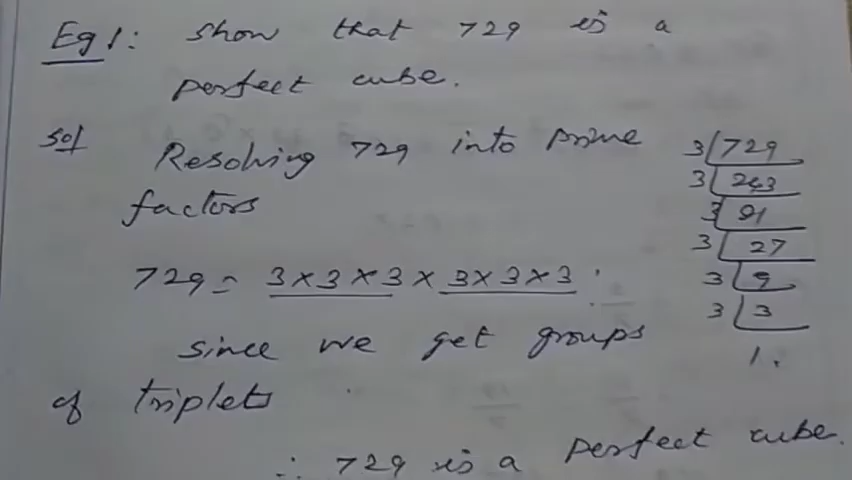 Eg 1: Show that 729 is a
perfect cube.
Sol Resolving 729 into prime
factors
729 = 3 × 3 × 3 × 3 × 3 × 3 .
since we get groups
of triplets
∴ 729 is a perfect cube.
3 | 729
3 | 243
3 | 81
3 | 27
3 | 9
3 | 3
1.